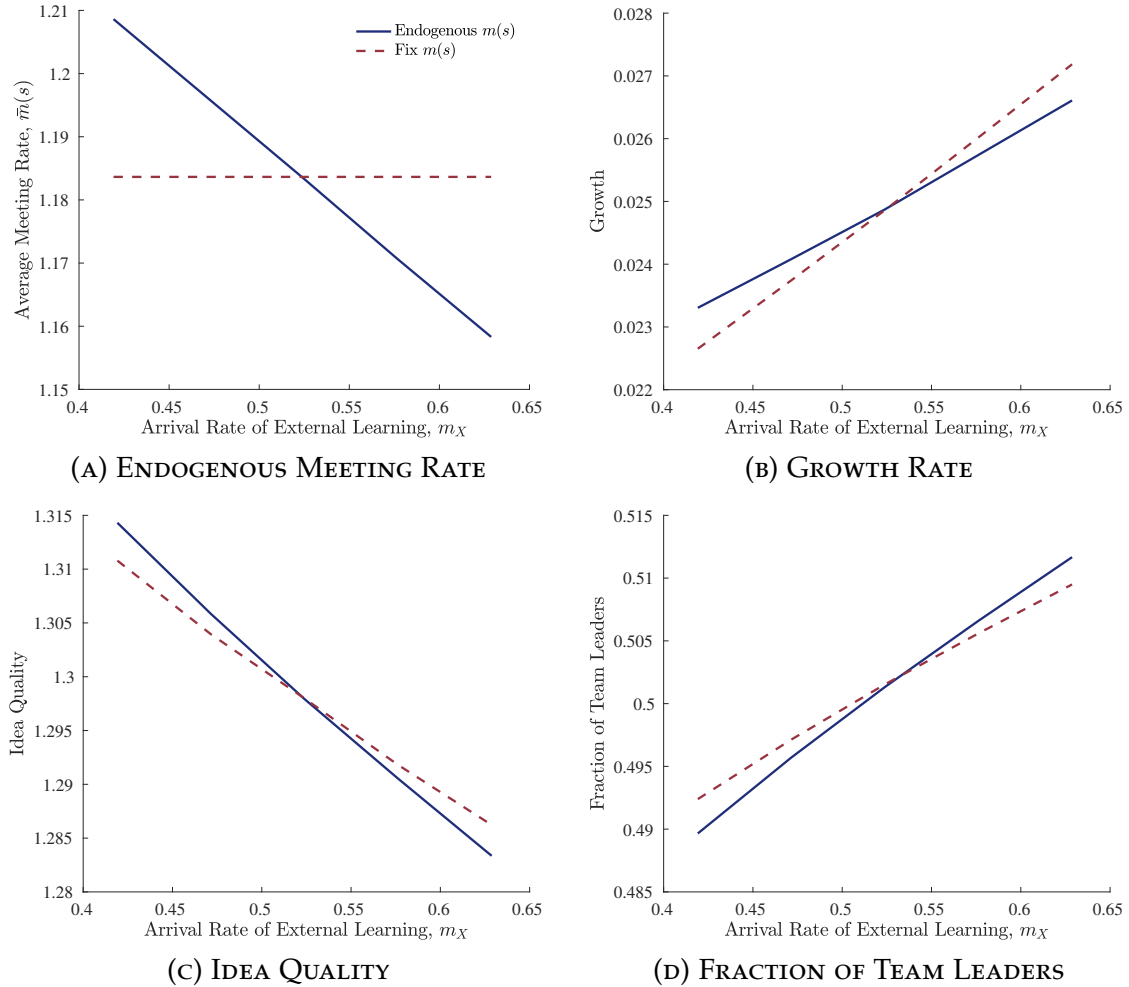 1.21
1.2
1.19
1.18
1.17
1.16
1.15
Average Meeting Rate, m̄(s)
Endogenous m(s)
Fix m(s)
0.4 0.45 0.5 0.55 0.6 0.65
Arrival Rate of External Learning, m_X
(A) Endogenous Meeting Rate
0.028
0.027
0.026
0.025
0.024
0.023
0.022
Growth
0.4 0.45 0.5 0.55 0.6 0.65
Arrival Rate of External Learning, m_X
(B) Growth Rate
1.315
1.31
1.305
1.3
1.295
1.29
1.285
1.28
Idea Quality
0.4 0.45 0.5 0.55 0.6 0.65
Arrival Rate of External Learning, m_X
(C) Idea Quality
0.515
0.51
0.505
0.5
0.495
0.49
0.485
Fraction of Team Leaders
0.4 0.45 0.5 0.55 0.6 0.65
Arrival Rate of External Learning, m_X
(D) Fraction of Team Leaders